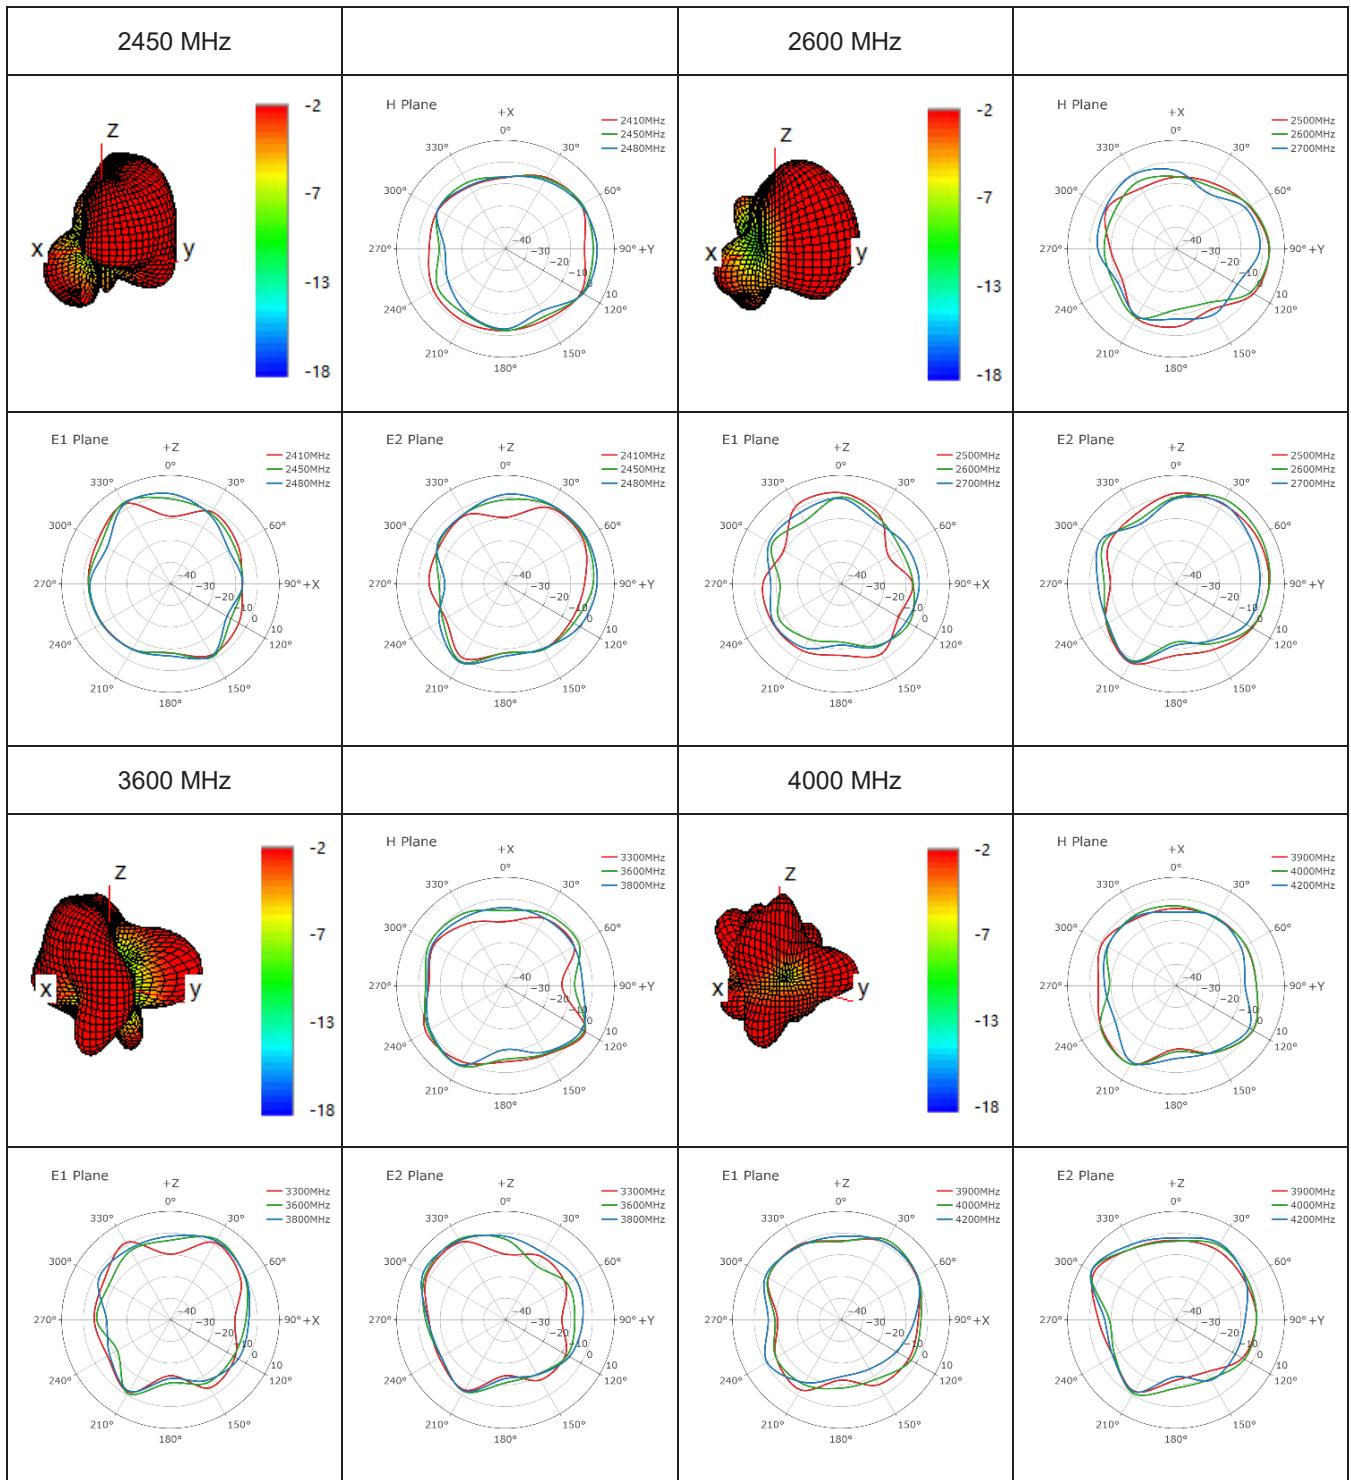 2450 MHz
2600 MHz
-2
-7
-13
-18
Z
X
y
H Plane
+X
0°
2410MHz
2450MHz
2480MHz
330°
30°
300°
60°
270°
90° +Y
240°
120°
210°
150°
180°
−40
−30
−20
−10
0
10
-2
-7
-13
-18
Z
X
y
H Plane
+X
0°
2500MHz
2600MHz
2700MHz
330°
30°
300°
60°
270°
90° +Y
240°
120°
210°
150°
180°
−40
−30
−20
−10
0
10
E1 Plane
+Z
0°
2410MHz
2450MHz
2480MHz
330°
30°
300°
60°
270°
90° +X
240°
120°
210°
150°
180°
−40
−30
−20
−10
0
10
E2 Plane
+Z
0°
2410MHz
2450MHz
2480MHz
330°
30°
300°
60°
270°
90° +Y
240°
120°
210°
150°
180°
−40
−30
−20
−10
0
10
E1 Plane
+Z
0°
2500MHz
2600MHz
2700MHz
330°
30°
300°
60°
270°
90° +X
240°
120°
210°
150°
180°
−40
−30
−20
−10
0
10
E2 Plane
+Z
0°
2500MHz
2600MHz
2700MHz
330°
30°
300°
60°
270°
90° +Y
240°
120°
210°
150°
180°
−40
−30
−20
−10
0
10
3600 MHz
4000 MHz
-2
-7
-13
-18
Z
X
y
H Plane
+X
0°
3300MHz
3600MHz
3800MHz
330°
30°
300°
60°
270°
90° +Y
240°
120°
210°
150°
180°
−40
−30
−20
−10
0
10
-2
-7
-13
-18
Z
X
y
H Plane
+X
0°
3900MHz
4000MHz
4200MHz
330°
30°
300°
60°
270°
90° +Y
240°
120°
210°
150°
180°
−40
−30
−20
−10
0
10
E1 Plane
+Z
0°
3300MHz
3600MHz
3800MHz
330°
30°
300°
60°
270°
90° +X
240°
120°
210°
150°
180°
−40
−30
−20
−10
0
10
E2 Plane
+Z
0°
3300MHz
3600MHz
3800MHz
330°
30°
300°
60°
270°
90° +Y
240°
120°
210°
150°
180°
−40
−30
−20
−10
0
10
E1 Plane
+Z
0°
3900MHz
4000MHz
4200MHz
330°
30°
300°
60°
270°
90° +X
240°
120°
210°
150°
180°
−40
−30
−20
−10
0
10
E2 Plane
+Z
0°
3900MHz
4000MHz
4200MHz
330°
30°
300°
60°
270°
90° +Y
240°
120°
210°
150°
180°
−40
−30
−20
−10
0
10